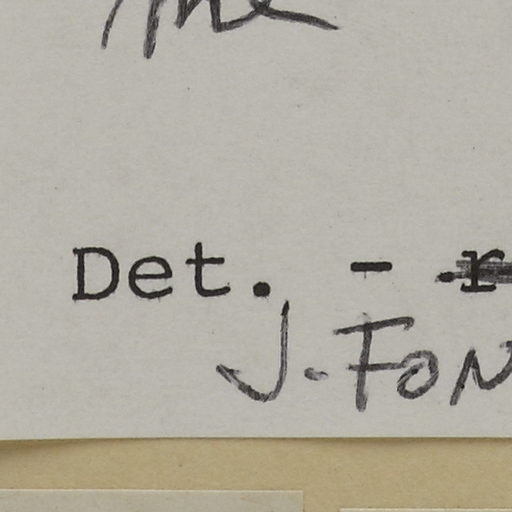 Det. -
J. FON